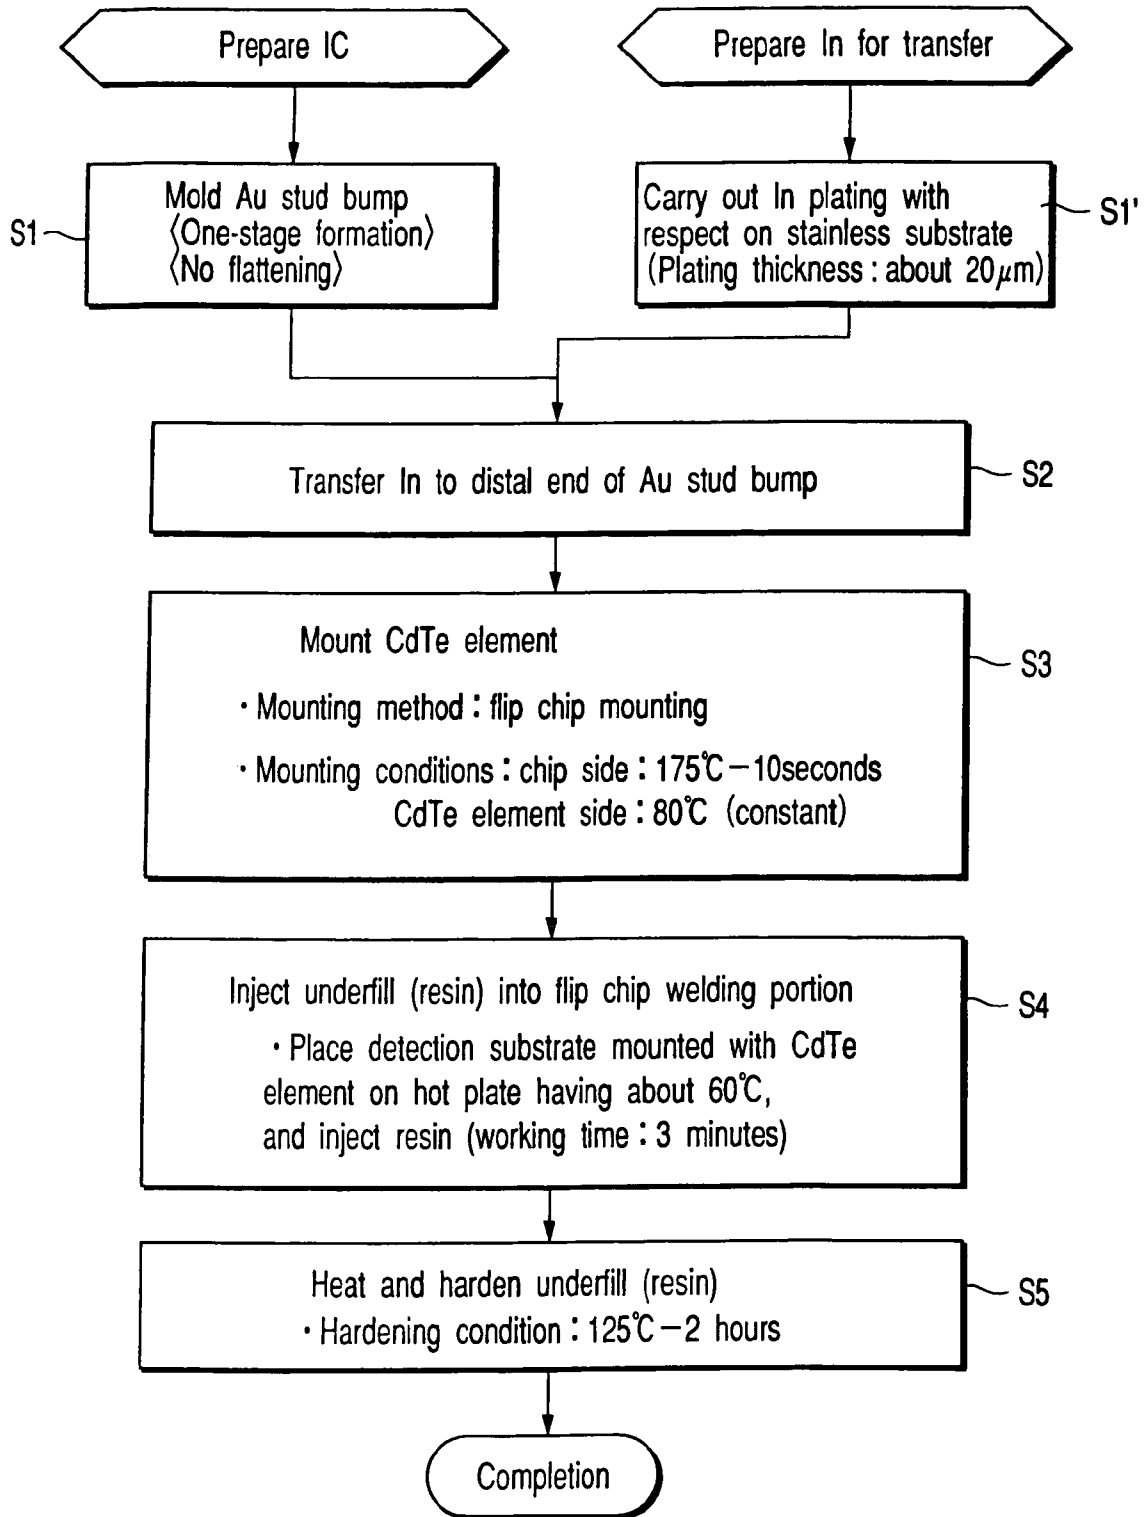 Prepare IC
Prepare In for transfer
Mold Au stud bump
〈One-stage formation〉
〈No flattening〉
S1
Carry out In plating with
respect on stainless substrate
(Plating thickness : about 20μm)
S1'
Transfer In to distal end of Au stud bump
S2
Mount CdTe element
・Mounting method : flip chip mounting
・Mounting conditions : chip side : 175℃-10seconds
CdTe element side : 80℃ (constant)
S3
Inject underfill (resin) into flip chip welding portion
・Place detection substrate mounted with CdTe
element on hot plate having about 60℃,
and inject resin (working time : 3 minutes)
S4
Heat and harden underfill (resin)
・Hardening condition : 125℃-2 hours
S5
Completion